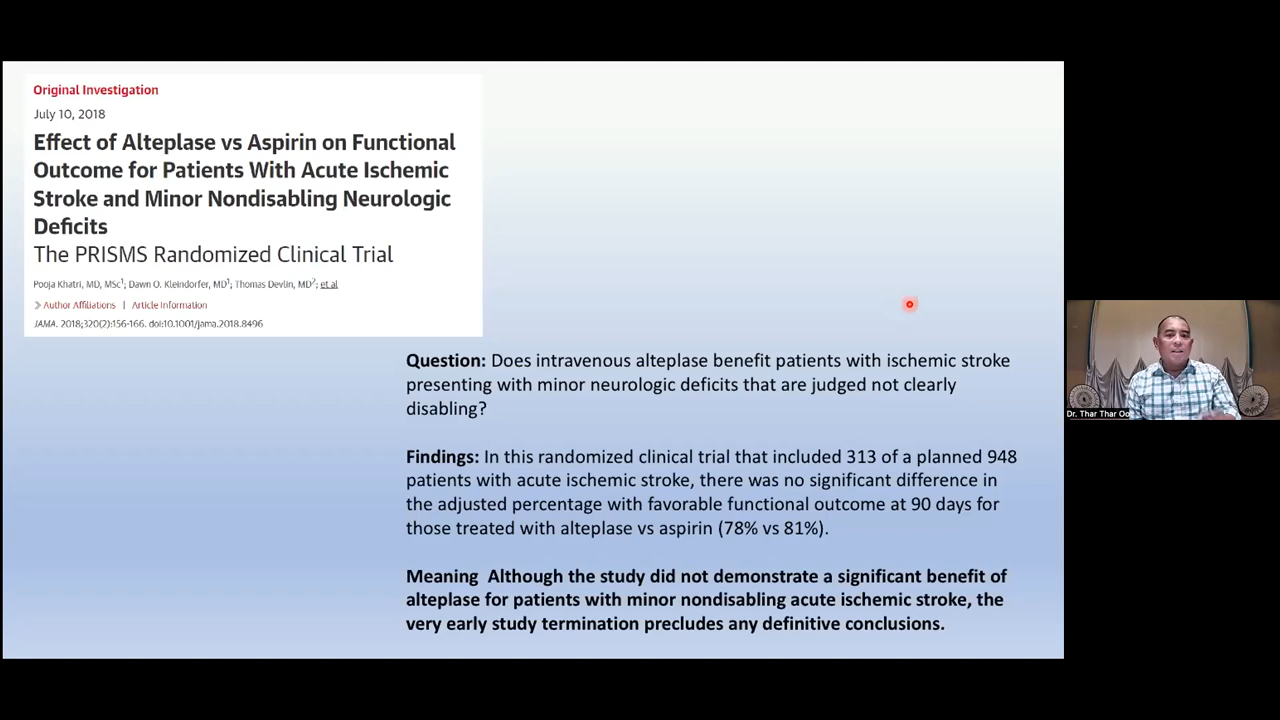 Original Investigation
July 10, 2018
Effect of Alteplase vs Aspirin on Functional
Outcome for Patients With Acute Ischemic
Stroke and Minor Nondisabling Neurologic
Deficits
The PRISMS Randomized Clinical Trial
Pooja Khatri, MD, MSc1; Dawn O. Kleindorfer, MD1; Thomas Devlin, MD2; et al
» Author Affiliations | Article Information
JAMA. 2018;320(2):156-166. doi:10.1001/jama.2018.8496
Question: Does intravenous alteplase benefit patients with ischemic stroke
presenting with minor neurologic deficits that are judged not clearly
disabling?
Findings: In this randomized clinical trial that included 313 of a planned 948
patients with acute ischemic stroke, there was no significant difference in
the adjusted percentage with favorable functional outcome at 90 days for
those treated with alteplase vs aspirin (78% vs 81%).
Meaning Although the study did not demonstrate a significant benefit of
alteplase for patients with minor nondisabling acute ischemic stroke, the
very early study termination precludes any definitive conclusions.
Dr. Thar Thar Oo